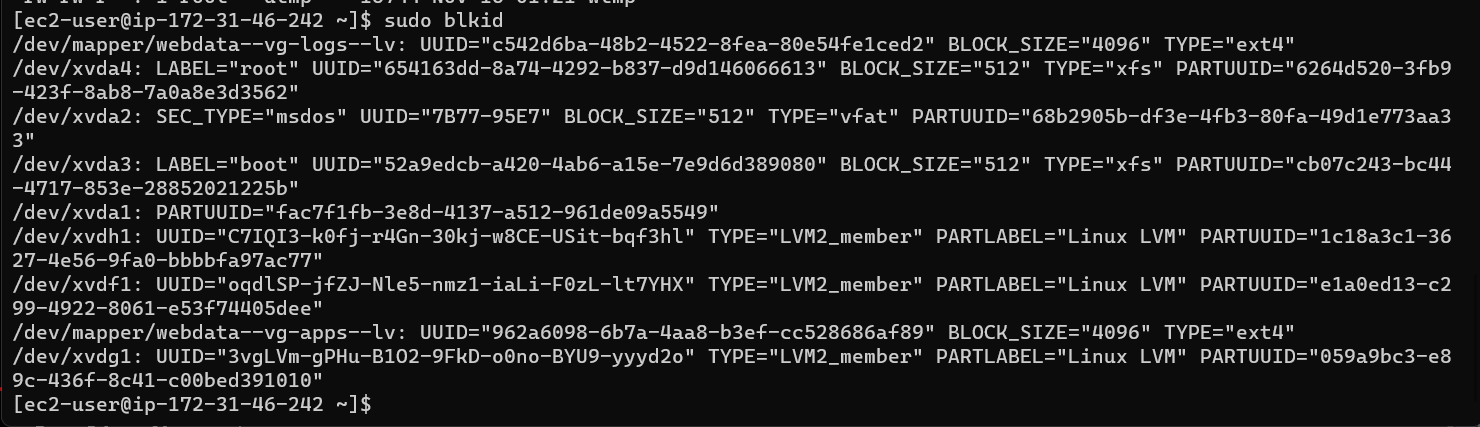 [ec2-user@ip-172-31-46-242 ~]$ sudo blkid
/dev/mapper/webdata--vg-logs--lv: UUID="c542d6ba-48b2-4522-8fea-80e54fe1ced2" BLOCK_SIZE="4096" TYPE="ext4"
/dev/xvda4: LABEL="root" UUID="654163dd-8a74-4292-b837-d9d146066613" BLOCK_SIZE="512" TYPE="xfs" PARTUUID="6264d520-3fb9
-423f-8ab8-7a0a8e3d3562"
/dev/xvda2: SEC_TYPE="msdos" UUID="7B77-95E7" BLOCK_SIZE="512" TYPE="vfat" PARTUUID="68b2905b-df3e-4fb3-80fa-49d1e773aa3
3"
/dev/xvda3: LABEL="boot" UUID="52a9edcb-a420-4ab6-a15e-7e9d6d389080" BLOCK_SIZE="512" TYPE="xfs" PARTUUID="cb07c243-bc44
-4717-853e-28852021225b"
/dev/xvda1: PARTUUID="fac7f1fb-3e8d-4137-a512-961de09a5549"
/dev/xvdh1: UUID="C7IQI3-k0fj-r4Gn-30kj-w8CE-USit-bqf3hl" TYPE="LVM2_member" PARTLABEL="Linux LVM" PARTUUID="1c18a3c1-36
27-4e56-9fa0-bbbbfa97ac77"
/dev/xvdf1: UUID="oqdlSP-jfZJ-Nle5-nmz1-iaLi-F0zL-lt7YHX" TYPE="LVM2_member" PARTLABEL="Linux LVM" PARTUUID="e1a0ed13-c2
99-4922-8061-e53f74405dee"
/dev/mapper/webdata--vg-apps--lv: UUID="962a6098-6b7a-4aa8-b3ef-cc528686af89" BLOCK_SIZE="4096" TYPE="ext4"
/dev/xvdg1: UUID="3vgLVm-gPHu-B1O2-9FkD-o0no-BYU9-yyyd2o" TYPE="LVM2_member" PARTLABEL="Linux LVM" PARTUUID="059a9bc3-e8
9c-436f-8c41-c00bed391010"
[ec2-user@ip-172-31-46-242 ~]$